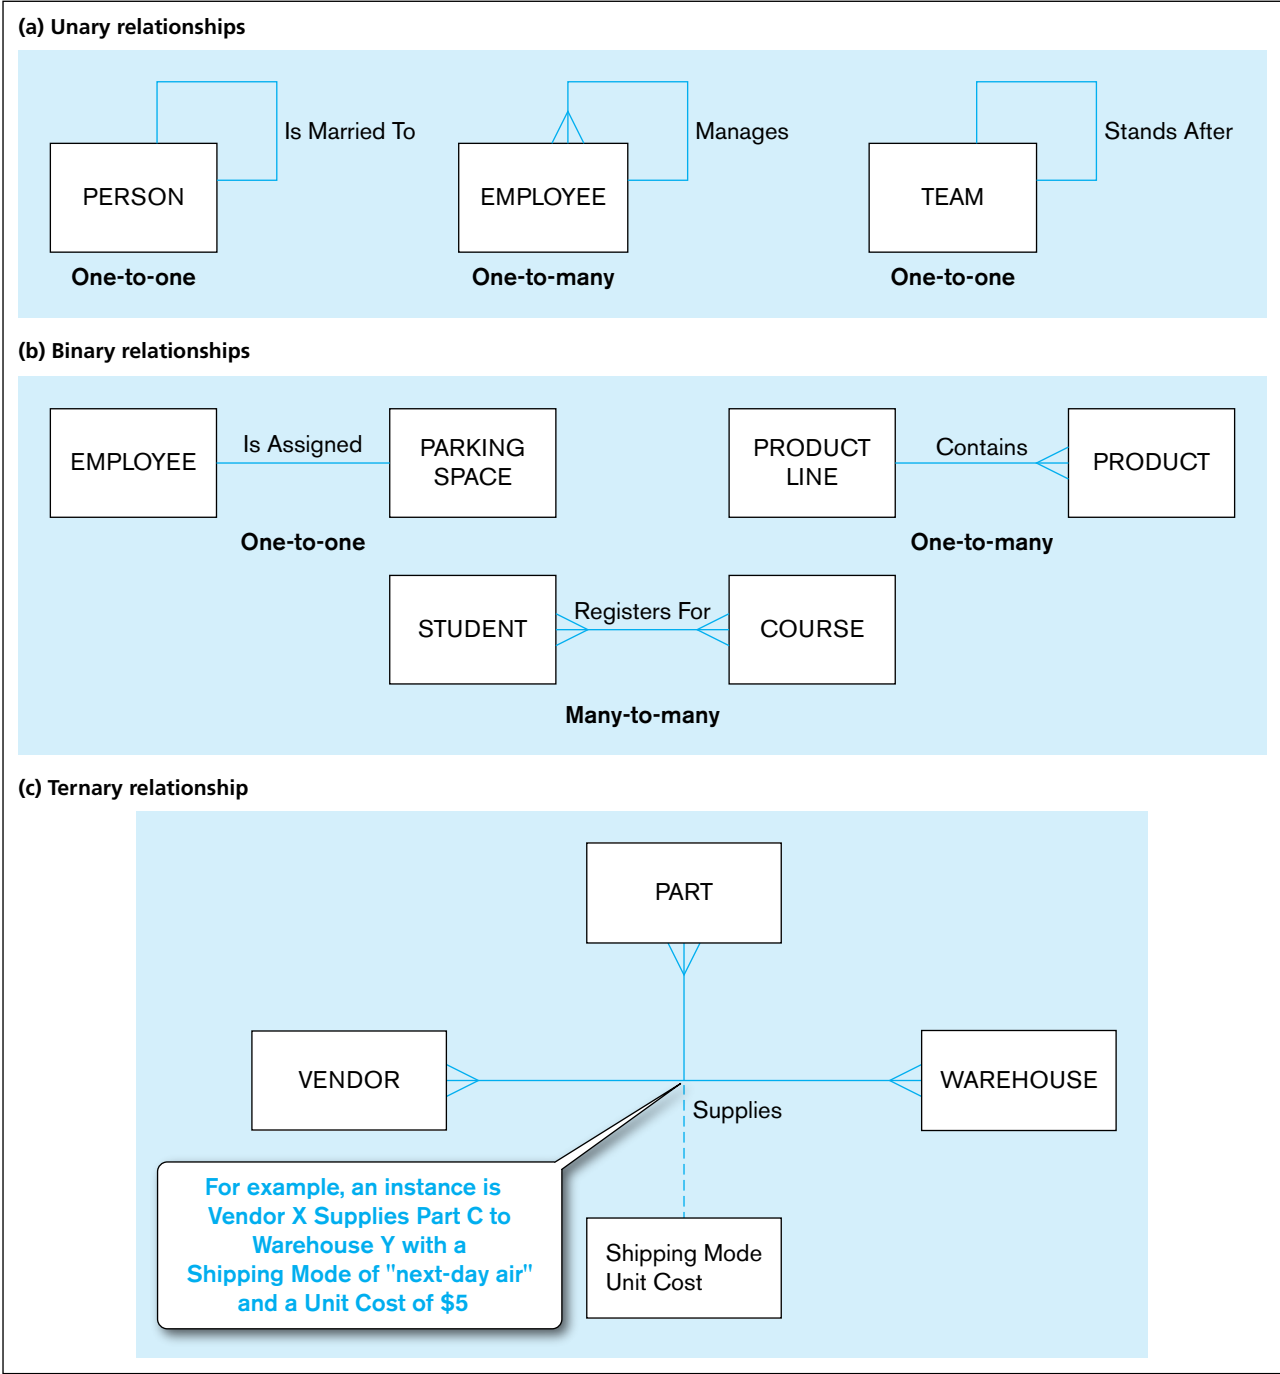 (a) Unary relationships
Is Married To
Manages
Stands After
PERSON
EMPLOYEE
TEAM
One-to-one
One-to-many
One-to-one
(b) Binary relationships
EMPLOYEE
Is Assigned
PARKING
SPACE
PRODUCT
LINE
Contains
PRODUCT
One-to-one
One-to-many
STUDENT
Registers For
COURSE
Many-to-many
(c) Ternary relationship
PART
VENDOR
WAREHOUSE
Supplies
For example, an instance is
Vendor X Supplies Part C to
Warehouse Y with a
Shipping Mode of "next-day air"
and a Unit Cost of $5
Shipping Mode
Unit Cost